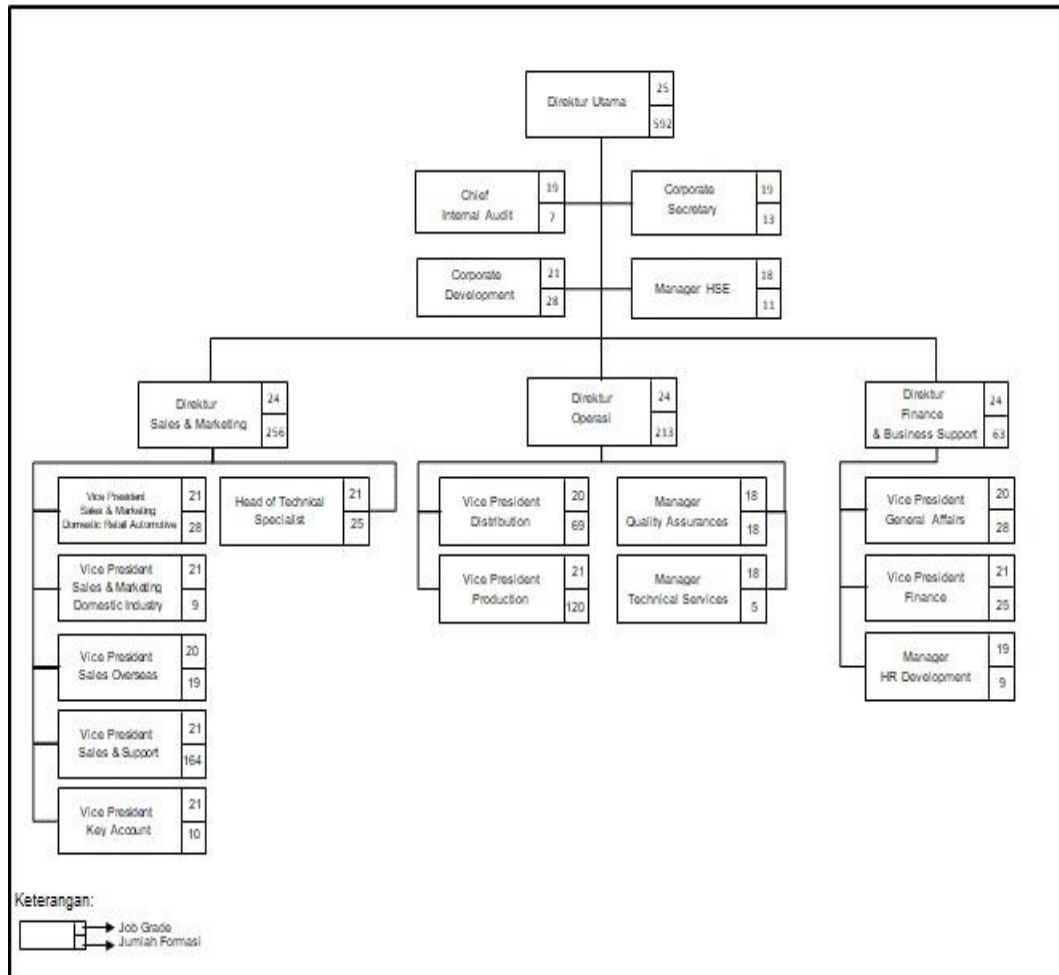 25
Direktur Utama
592
Chief
Internal Audit
19
7
Corporate
Secretary
19
13
Corporate
Development
21
28
Manager HSE
18
11
Direktur
Sales & Marketing
24
256
Direktur
Operasi
24
213
Direktur
Finance
& Business Support
24
63
Vice President
Sales & Marketing
Domestic Retail Automotive
21
28
Head of Technical
Specialist
21
25
Vice President
Distribution
20
69
Manager
Quality Assurances
18
18
Vice President
General Affairs
20
28
Vice President
Sales & Marketing
Domestic Industry
21
9
Vice President
Production
21
120
Manager
Technical Services
18
5
Vice President
Finance
21
25
Vice President
Sales Overseas
20
19
Manager
HR Development
19
9
Vice President
Sales & Support
21
164
Vice President
Key Account
21
10
Keterangan:
Job Grade
Jumlah Formasi